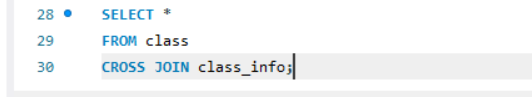 28 SELECT *
29 FROM class
30 CROSS JOIN class_info;